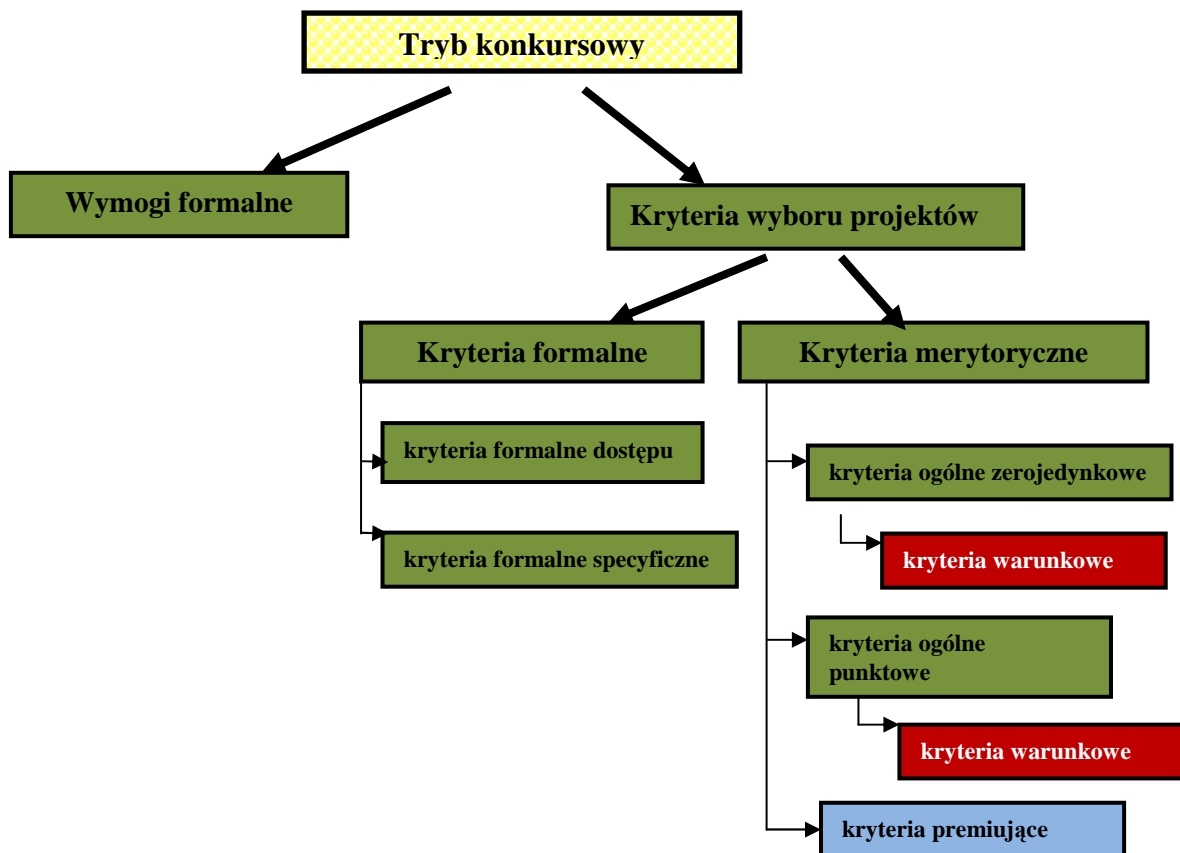 Tryb konkursowy
Wymogi formalne
Kryteria wyboru projektów
Kryteria formalne
Kryteria merytoryczne
kryteria formalne dostępu
kryteria ogólne zerojedynkowe
kryteria formalne specyficzne
kryteria warunkowe
kryteria ogólne
punktowe
kryteria warunkowe
kryteria premiujące